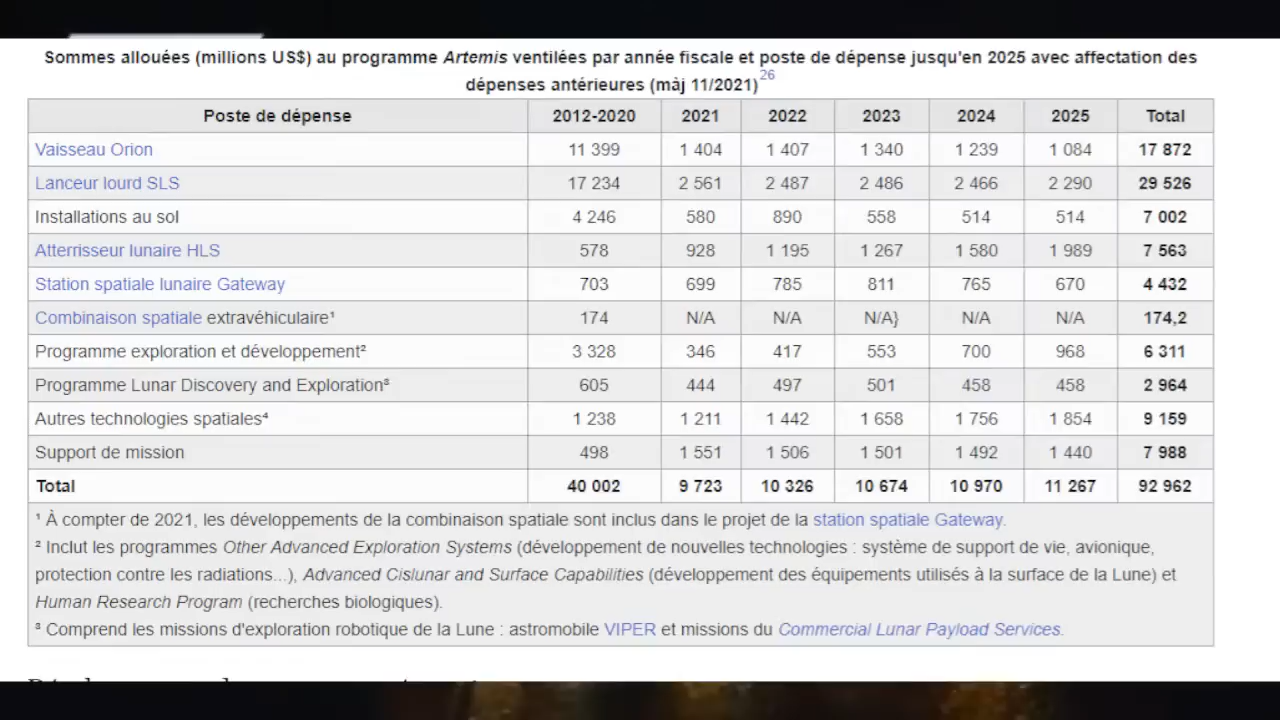 Sommes allouées (millions US$) au programme Artemis ventilées par année fiscale et poste de dépense jusqu'en 2025 avec affectation des
dépenses antérieures (màj 11/2021)26
Poste de dépense 2012-2020 2021 2022 2023 2024 2025 Total
Vaisseau Orion 11 399 1 404 1 407 1 340 1 239 1 084 17 872
Lanceur lourd SLS 17 234 2 561 2 487 2 486 2 466 2 290 29 526
Installations au sol 4 246 580 890 558 514 514 7 002
Atterrisseur lunaire HLS 578 928 1 195 1 267 1 580 1 989 7 563
Station spatiale lunaire Gateway 703 699 785 811 765 670 4 432
Combinaison spatiale extravéhiculaire¹ 174 N/A N/A N/A} N/A N/A 174,2
Programme exploration et développement² 3 328 346 417 553 700 968 6 311
Programme Lunar Discovery and Exploration³ 605 444 497 501 458 458 2 964
Autres technologies spatiales⁴ 1 238 1 211 1 442 1 658 1 756 1 854 9 159
Support de mission 498 1 551 1 506 1 501 1 492 1 440 7 988
Total 40 002 9 723 10 326 10 674 10 970 11 267 92 962
¹ À compter de 2021, les développements de la combinaison spatiale sont inclus dans le projet de la station spatiale Gateway.
² Inclut les programmes Other Advanced Exploration Systems (développement de nouvelles technologies : système de support de vie, avionique,
protection contre les radiations...), Advanced Cislunar and Surface Capabilities (développement des équipements utilisés à la surface de la Lune) et
Human Research Program (recherches biologiques).
³ Comprend les missions d'exploration robotique de la Lune : astromobile VIPER et missions du Commercial Lunar Payload Services.